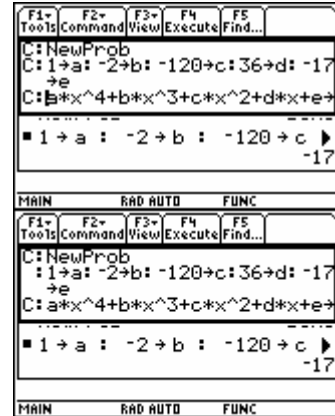 F1▾ F2▾ F3▾ F4 F5
Tools Command View Execute Find...
C:NewProb
C:1→a: -2→b: -120→c:36→d: -17
→e
C:a*x^4+b*x^3+c*x^2+d*x+e→
■ 1 → a : -2 → b : -120 → c ▶
-17
MAIN RAD AUTO FUNC
F1▾ F2▾ F3▾ F4 F5
Tools Command View Execute Find...
C:NewProb
:1→a: -2→b: -120→c:36→d: -17
→e
C:a*x^4+b*x^3+c*x^2+d*x+e→
■ 1 → a : -2 → b : -120 → c ▶
-17
MAIN RAD AUTO FUNC